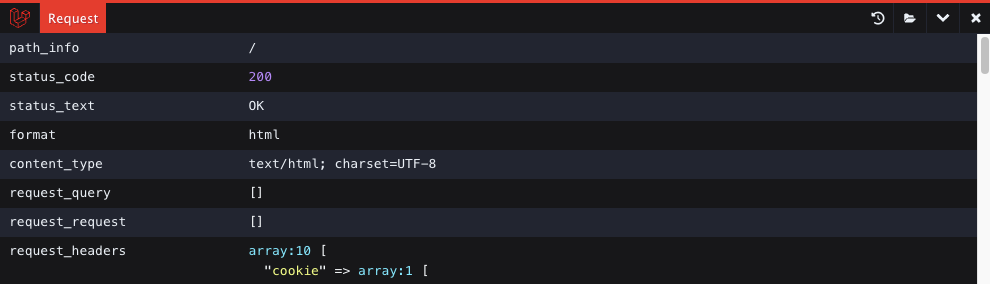 Request
path_info /
status_code 200
status_text OK
format html
content_type text/html; charset=UTF-8
request_query []
request_request []
request_headers array:10 [
"cookie" => array:1 [